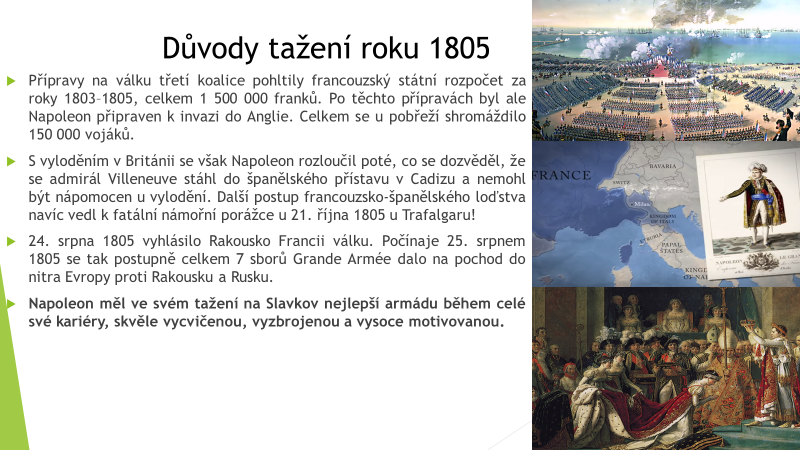 Důvody tažení roku 1805
Přípravy na válku třetí koalice pohltily francouzský státní rozpočet za
roky 1803–1805, celkem 1 500 000 franků. Po těchto přípravách byl ale
Napoleon připraven k invazi do Anglie. Celkem se u pobřeží shromáždilo
150 000 vojáků.
S vyloděním v Británii se však Napoleon rozloučil poté, co se dozvěděl, že
se admirál Villeneuve stáhl do španělského přístavu v Cadizu a nemohl
být nápomocen u vylodění. Další postup francouzsko-španělského loďstva
navíc vedl k fatální námořní porážce u 21. října 1805 u Trafalgaru!
24. srpna 1805 vyhlásilo Rakousko Francii válku. Počínaje 25. srpnem
1805 se tak postupně celkem 7 sborů Grande Armée dalo na pochod do
nitra Evropy proti Rakousku a Rusku.
Napoleon měl ve svém tažení na Slavkov nejlepší armádu během celé
své kariéry, skvěle vycvičenou, vyzbrojenou a vysoce motivovanou.
FRANCE
BAVARIA
SWITZ
Milan
KINGDOM
OF ITALY
ETRURIA
PAPAL
STATES
KINGD
OF NA
NAPOLEON
LE GR